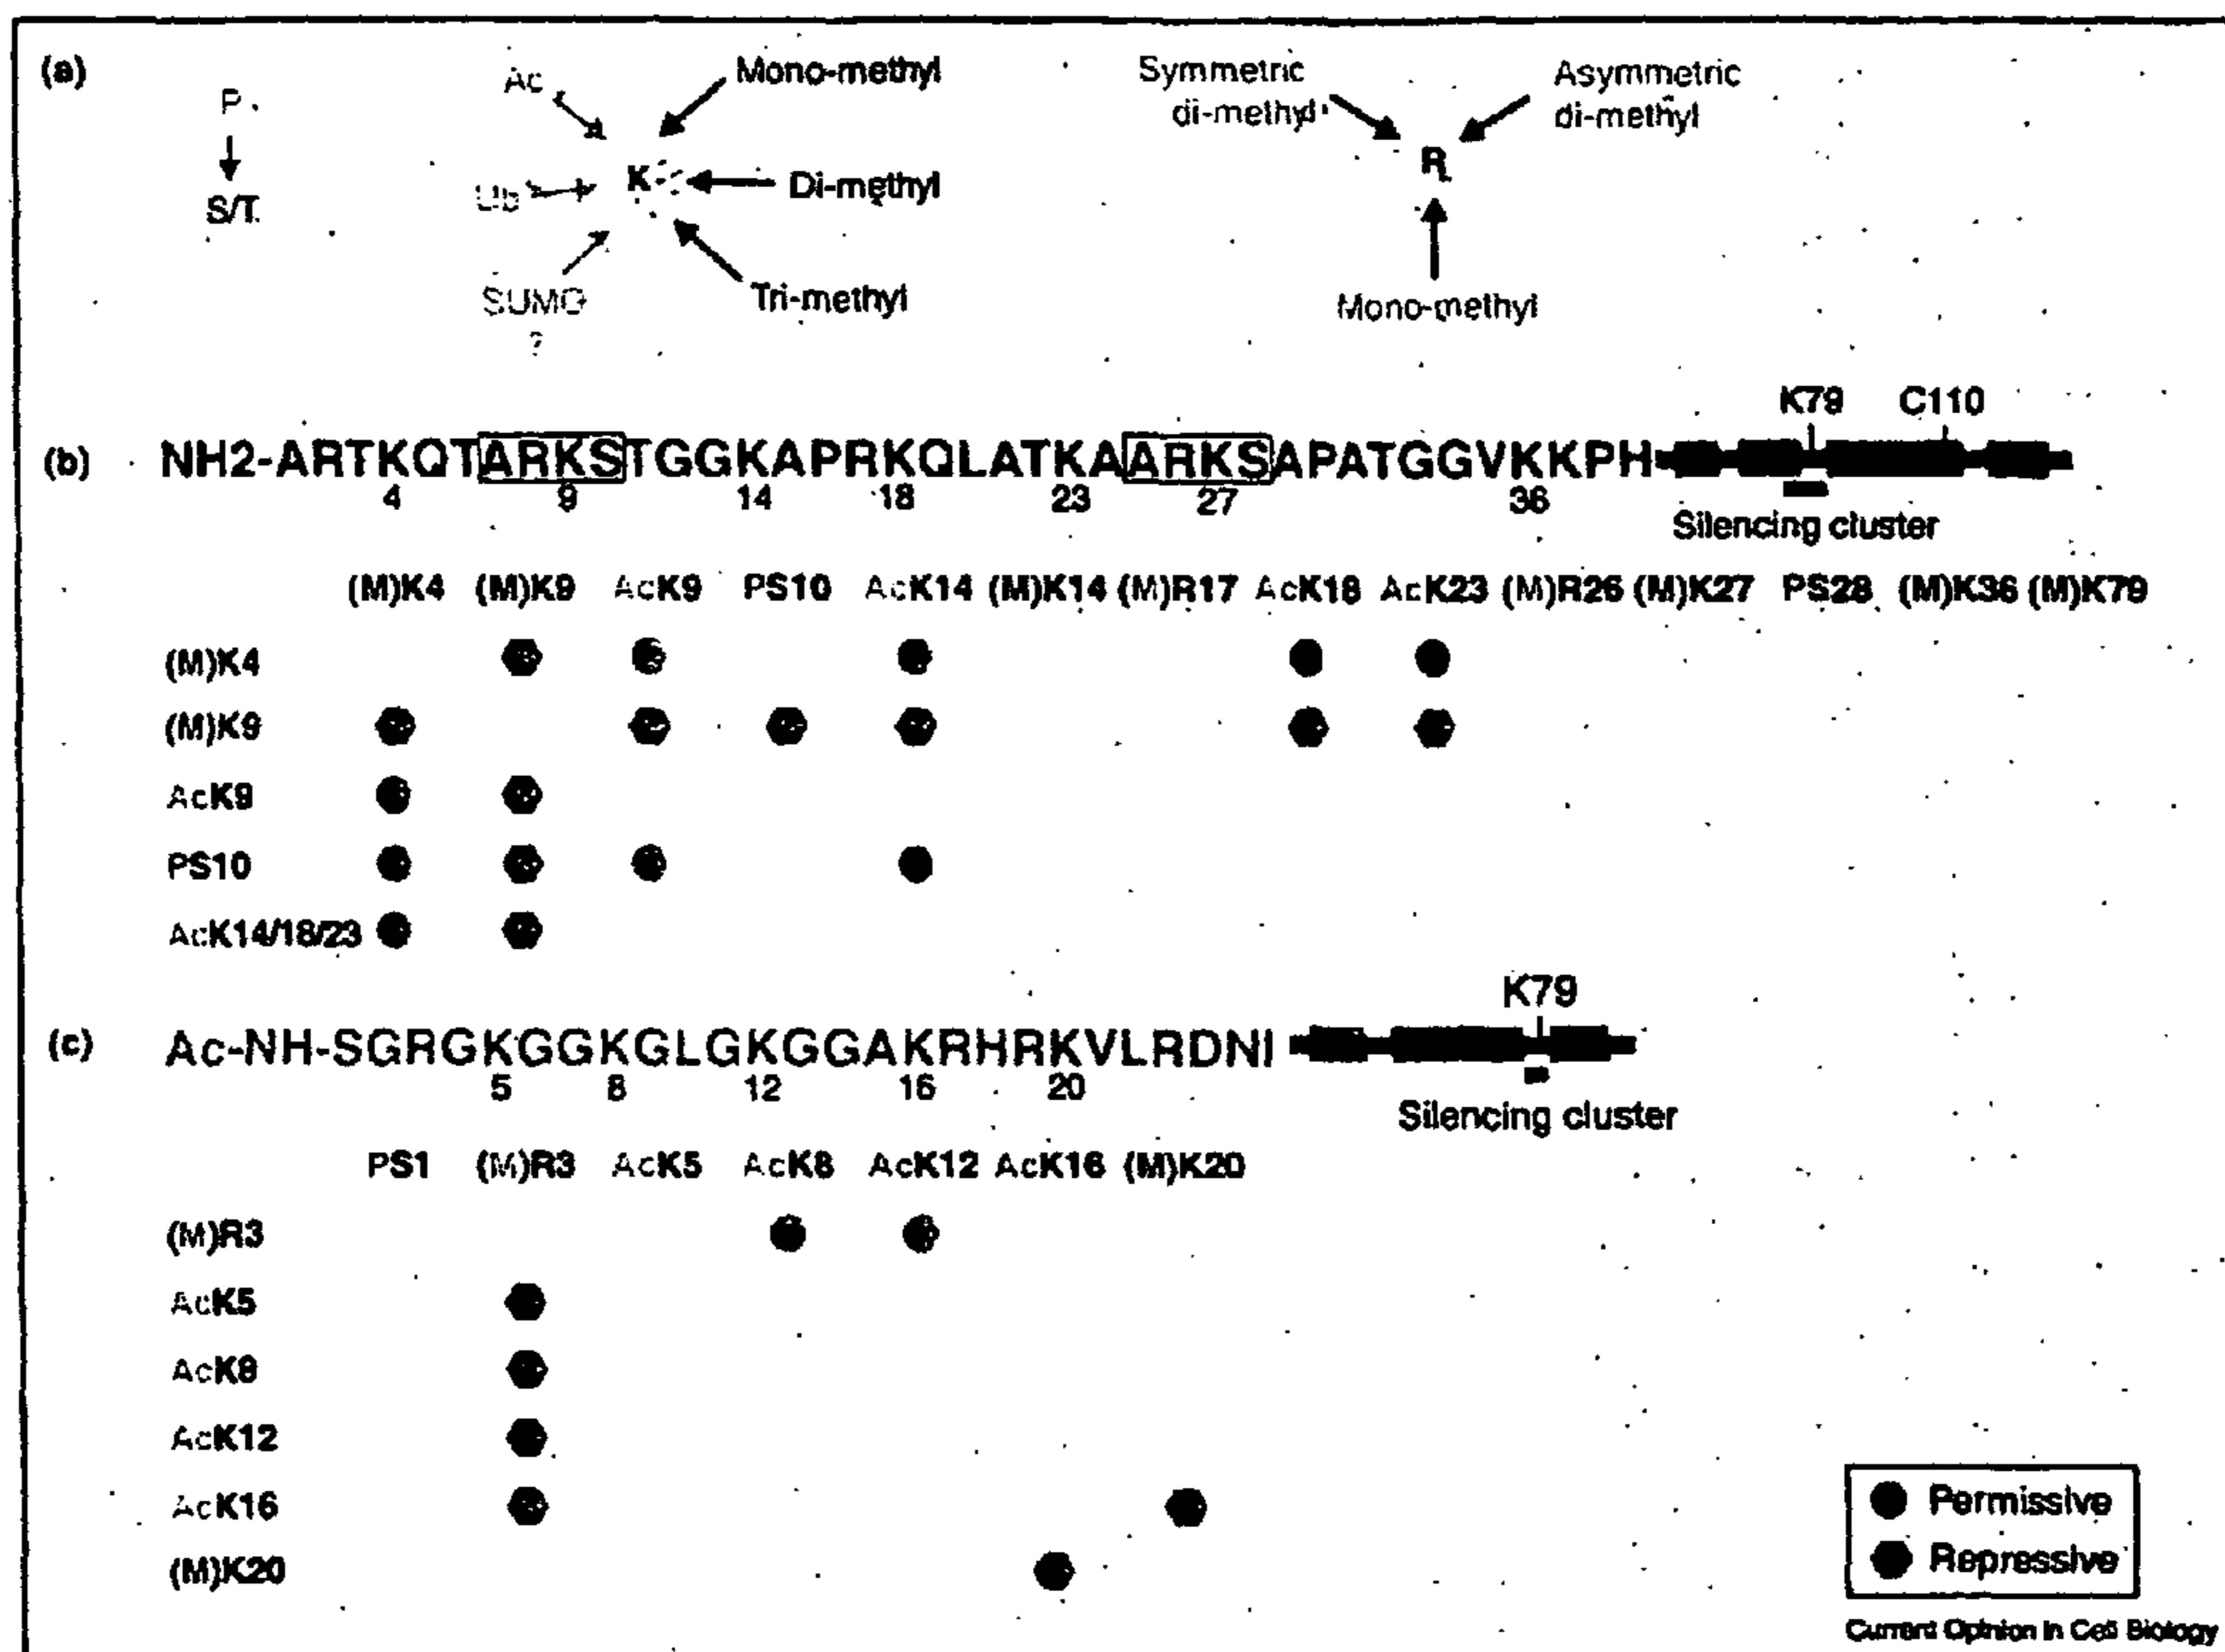 (a)
P
S/T
Ac
Ub
SUMO
?
K
Mono-methyl
Di-methyl
Tri-methyl
Symmetric
di-methyl
Asymmetric
di-methyl
R
Mono-methyl
K79 C110
(b) NH2-ARTKQTARKSTGGKAPRKQLATKAARKSAPATGGVKKPH
4 9 14 18 23 27 36
Silencing cluster
(M)K4 (M)K9 AcK9 PS10 AcK14 (M)K14 (M)R17 AcK18 AcK23 (M)R26 (M)K27 PS28 (M)K36 (M)K79
(M)K4
(M)K9
AcK9
PS10
AcK14/18/23
K79
(c) Ac-NH-SGRGKGGKGLGKGGAKRHRKVLRDNI
5 8 12 16 20
Silencing cluster
PS1 (M)R3 AcK5 AcK8 AcK12 AcK16 (M)K20
(M)R3
AcK5
AcK8
AcK12
AcK16
(M)K20
Permissive
Repressive
Current Opinion in Cell Biology